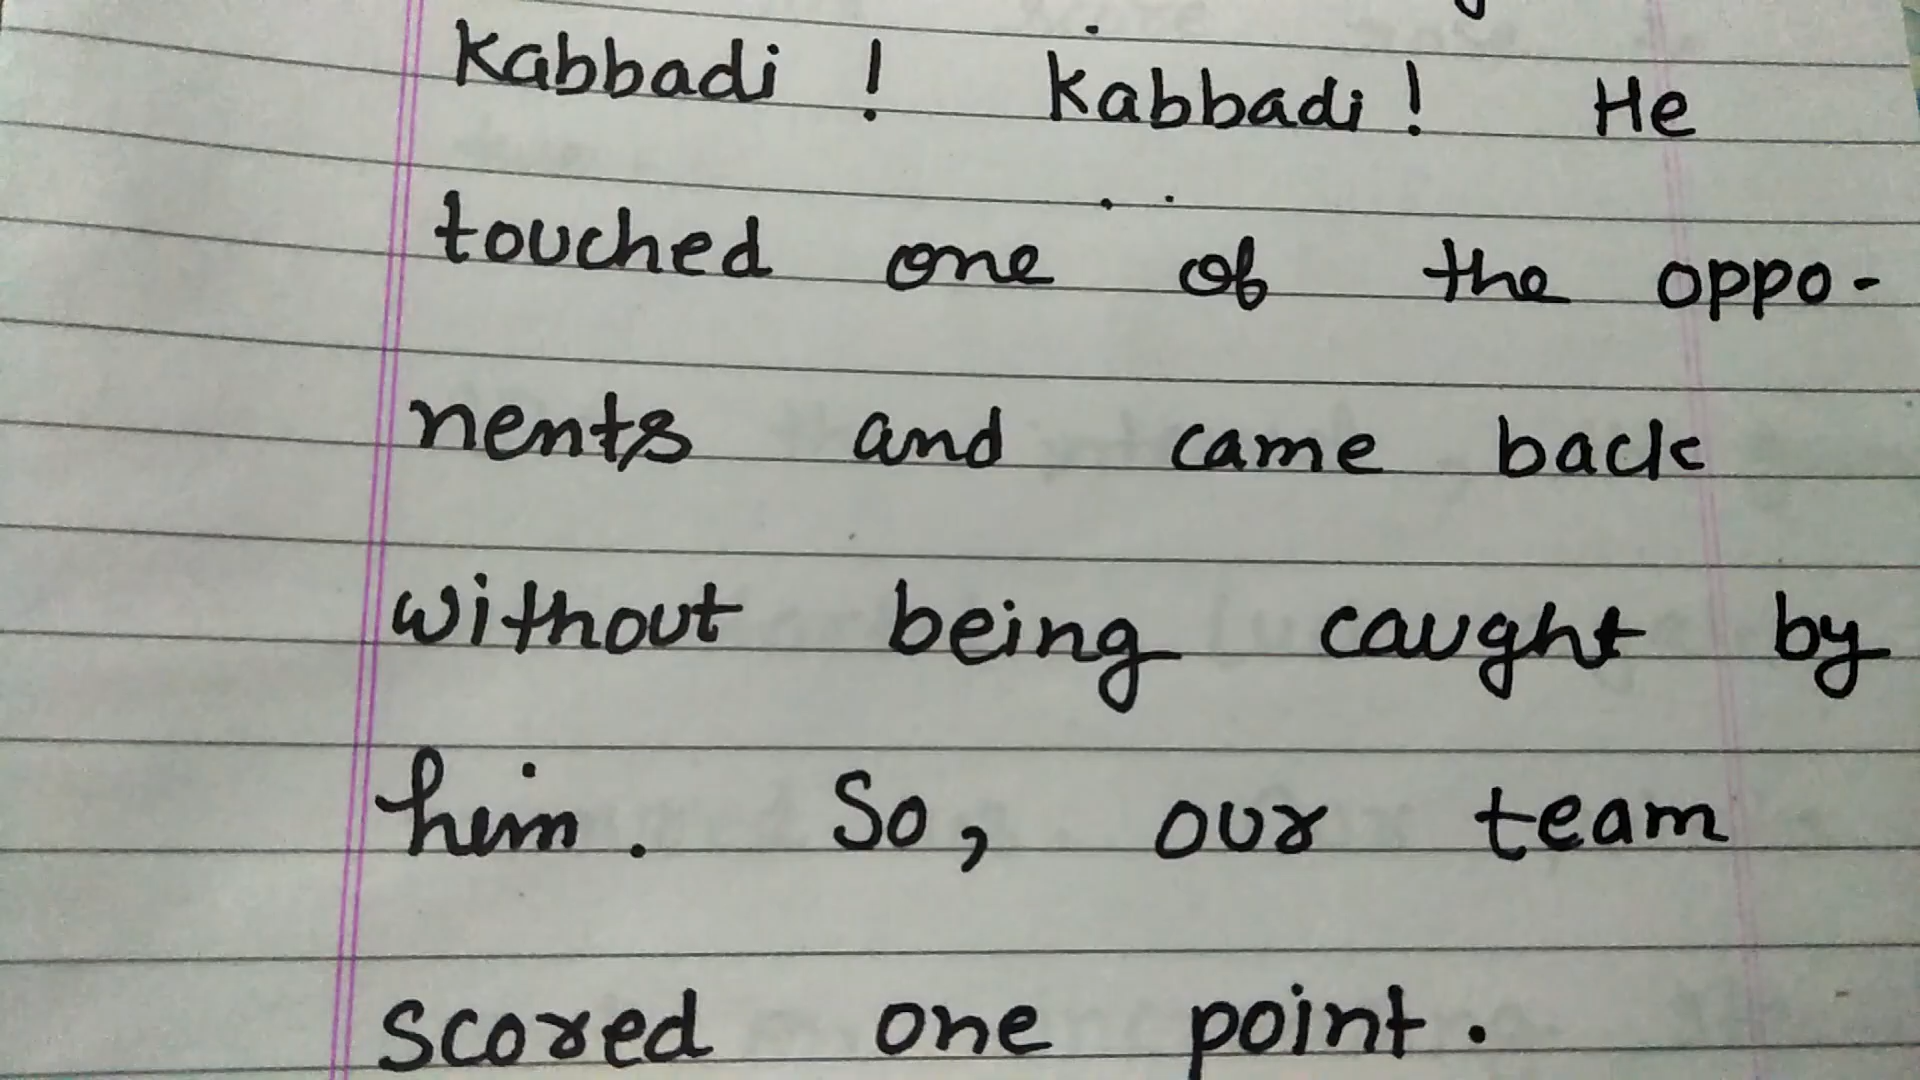 Kabbadi ! Kabbadi ! He
touched one of the oppo-
nents and came back
without being caught by
him. So, our team
scored one point.